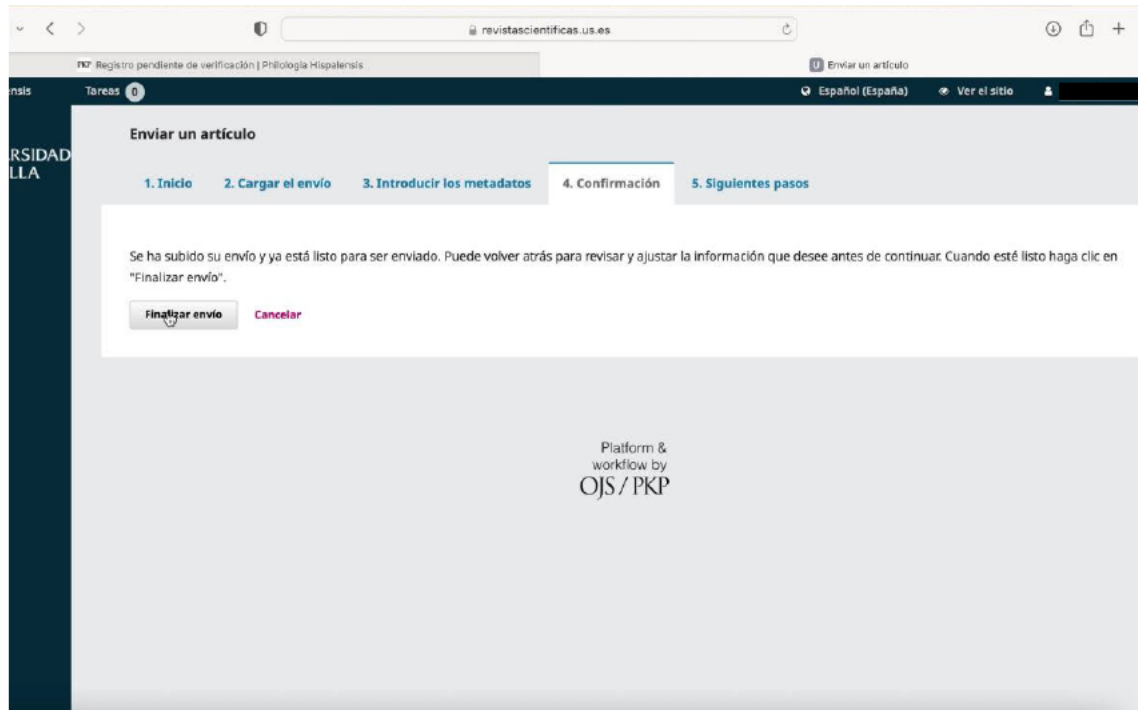 revistascientificas.us.es
PKP Registro pendiente de verificación | Philologia Hispalensis
U Enviar un artículo
ensis
Tareas 0
Español (España)
Ver el sitio
RSIDAD
LLA
Enviar un artículo
1. Inicio
2. Cargar el envío
3. Introducir los metadatos
4. Confirmación
5. Siguientes pasos
Se ha subido su envío y ya está listo para ser enviado. Puede volver atrás para revisar y ajustar la información que desee antes de continuar. Cuando esté listo haga clic en
"Finalizar envío".
Finalizar envío
Cancelar
Platform &
workflow by
OJS / PKP